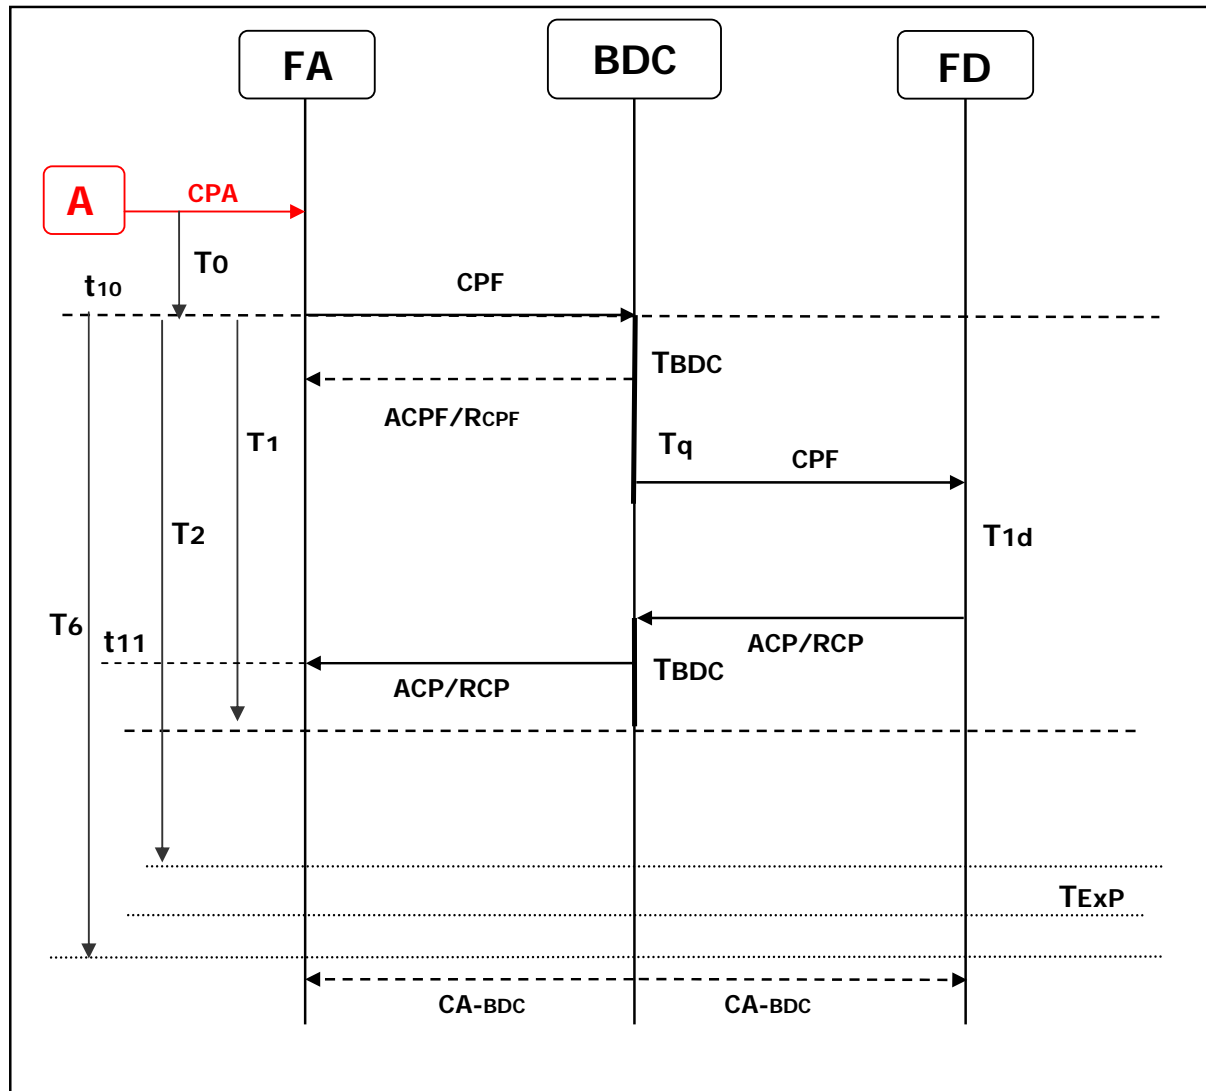 FA
BDC
FD
A
CPA
T0
t10
CPF
TBDC
ACPF/RCPF
T1
Tq
CPF
T2
T1d
T6
t11
ACP/RCP
TBDC
ACP/RCP
TExP
CA-BDC
CA-BDC